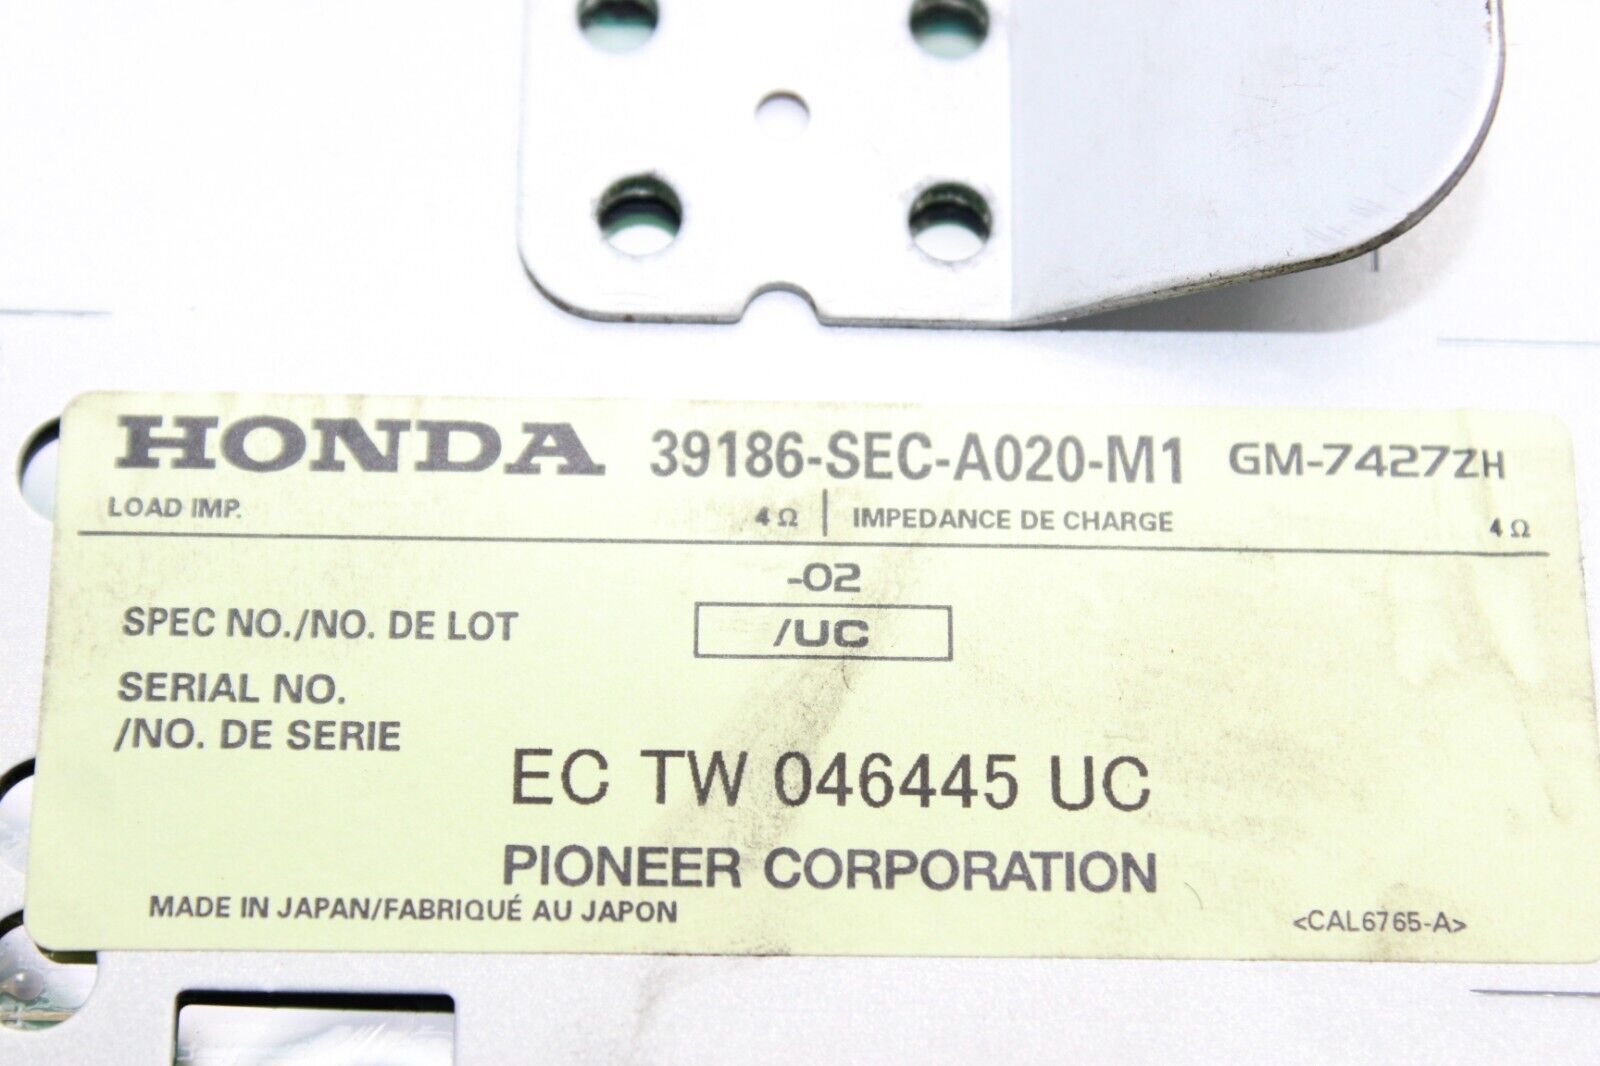 HONDA 39186-SEC-A020-M1 GM-7427ZH
LOAD IMP. 4 Ω | IMPEDANCE DE CHARGE 4 Ω
-02
SPEC NO./NO. DE LOT /UC
SERIAL NO.
/NO. DE SERIE
EC TW 046445 UC
PIONEER CORPORATION
MADE IN JAPAN/FABRIQUÉ AU JAPON <CAL6765-A>